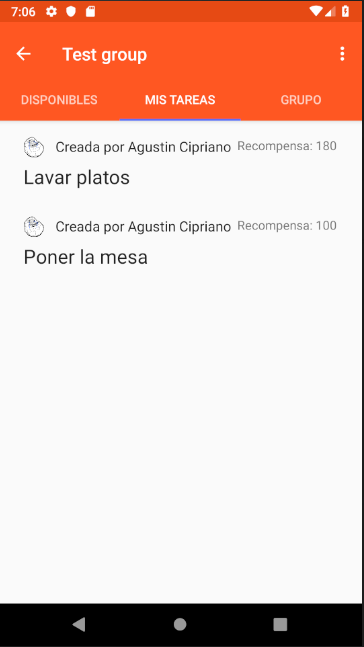 7:06
Test group
DISPONIBLES MIS TAREAS GRUPO
Creada por Agustin Cipriano Recompensa: 180
Lavar platos
Creada por Agustin Cipriano Recompensa: 100
Poner la mesa